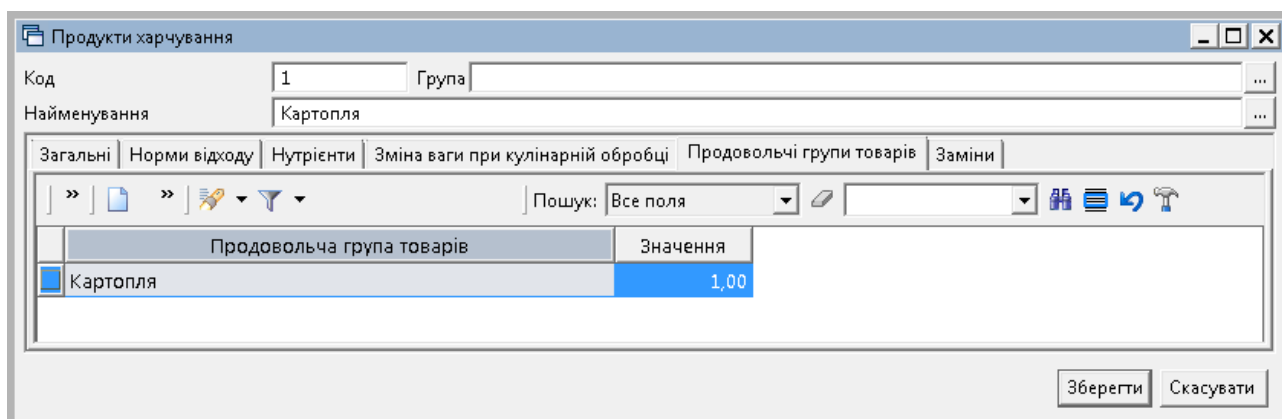 Продукти харчування
Код 1 Група ...
Найменування Картопля ...
Загальні Норми відходу Нутрієнти Зміна ваги при кулінарній обробці Продовольчі групи товарів Заміни
» » Пошук: Все поля
Продовольча група товарів Значення
Картопля 1,00
Зберегти Скасувати